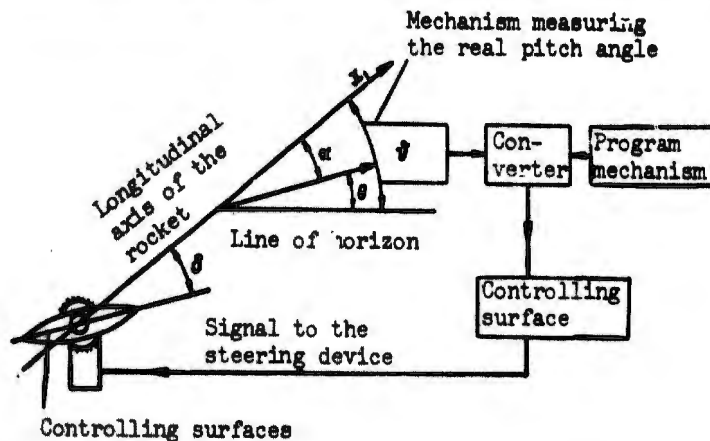 Mechanism measuring
the real pitch angle
x₁
Longitudinal
axis of the
rocket
α
ϑ
θ
Con-
verter
Program
mechanism
Line of horizon
δ
Controlling
surface
Signal to the
steering device
Controlling surfaces